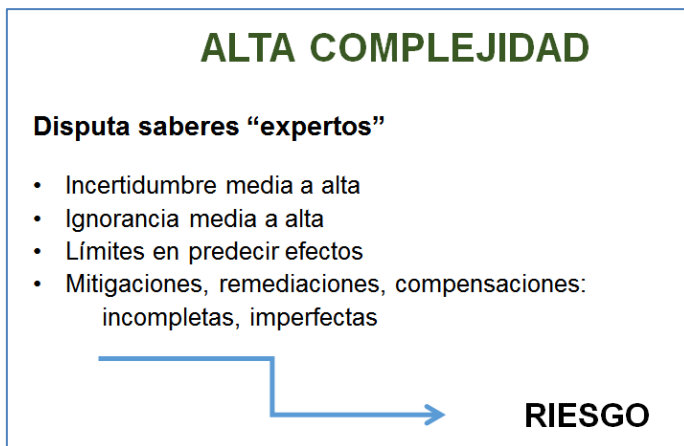 ALTA COMPLEJIDAD
Disputa saberes “expertos”
• Incertidumbre media a alta
• Ignorancia media a alta
• Límites en predecir efectos
• Mitigaciones, remediaciones, compensaciones:
incompletas, imperfectas
RIESGO